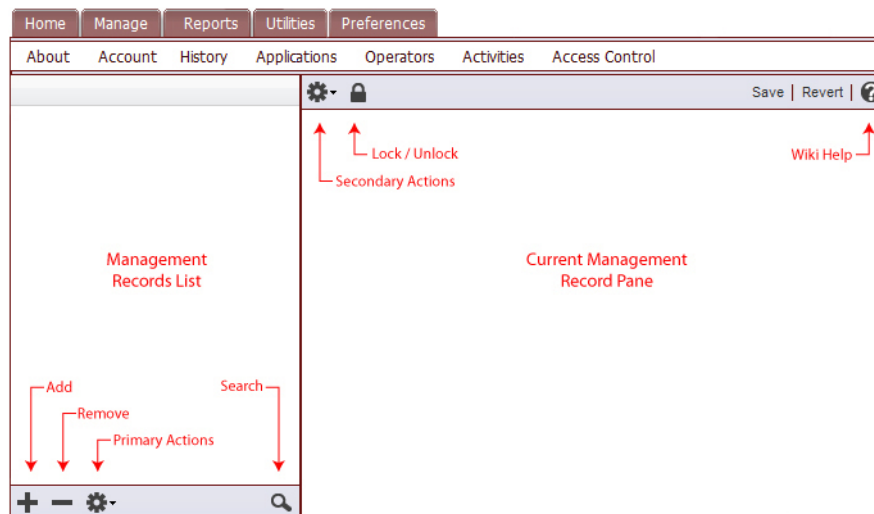 Home Manage Reports Utilities Preferences
About Account History Applications Operators Activities Access Control
Save | Revert |
Lock / Unlock
Secondary Actions
Wiki Help
Management
Records List
Current Management
Record Pane
Add
Search
Remove
Primary Actions